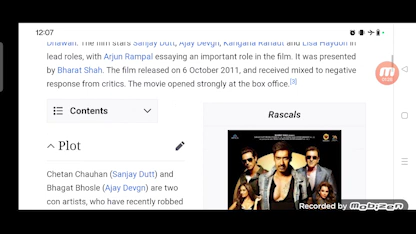 12:07
Dhawan. The film stars Sanjay Dutt, Ajay Devgn, Kangana Ranaut and Lisa Haydon in
lead roles, with Arjun Rampal essaying an important role in the film. It was presented
by Bharat Shah. The film released on 6 October 2011, and received mixed to negative
response from critics. The movie opened strongly at the box office.[3]
Contents
Rascals
Plot
Chetan Chauhan (Sanjay Dutt) and
Bhagat Bhosle (Ajay Devgn) are two
con artists, who have recently robbed
Recorded by Mobizen